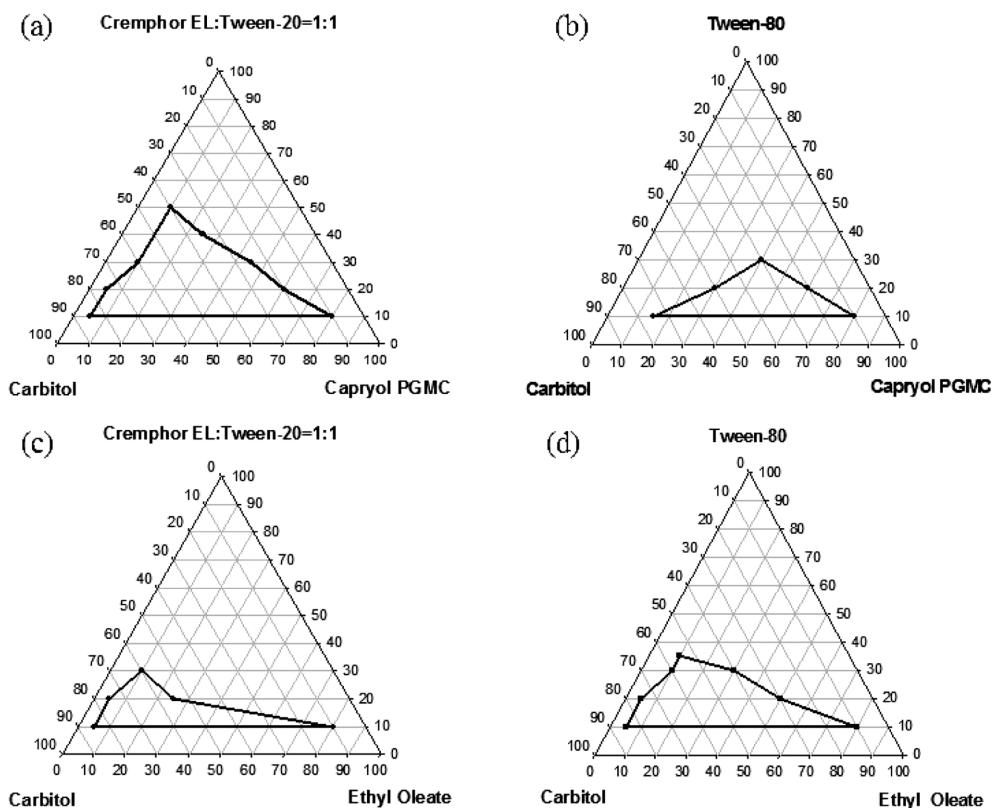 (a)
Cremphor EL:Tween-20=1:1
0 100
10 90
20 80
30 70
40 60
50 50
60 40
70 30
80 20
90 10
100 0
0 10 20 30 40 50 60 70 80 90 100
Carbitol Capryol PGMC
(b)
Tween-80
0 100
10 90
20 80
30 70
40 60
50 50
60 40
70 30
80 20
90 10
100 0
0 10 20 30 40 50 60 70 80 90 100
Carbitol Capryol PGMC
(c)
Cremphor EL:Tween-20=1:1
0 100
10 90
20 80
30 70
40 60
50 50
60 40
70 30
80 20
90 10
100 0
0 10 20 30 40 50 60 70 80 90 100
Carbitol Ethyl Oleate
(d)
Tween-80
0 100
10 90
20 80
30 70
40 60
50 50
60 40
70 30
80 20
90 10
100 0
0 10 20 30 40 50 60 70 80 90 100
Carbitol Ethyl Oleate